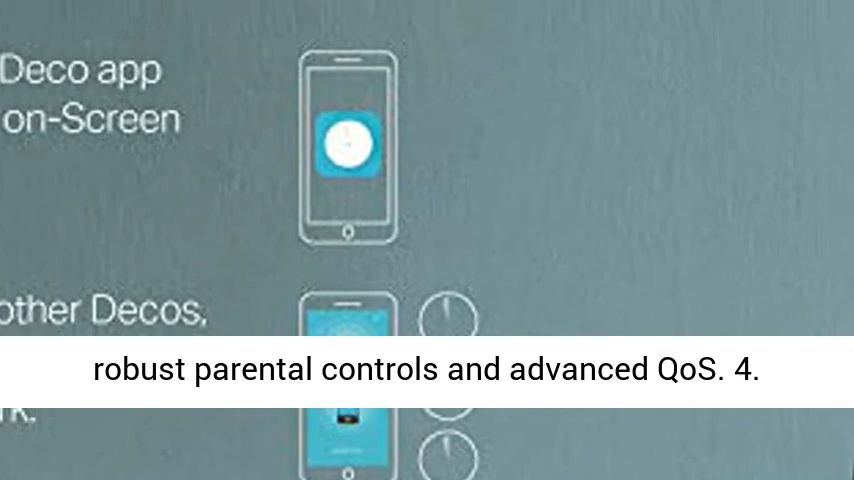 Deco app
on-Screen
other Decos,
robust parental controls and advanced QoS. 4.